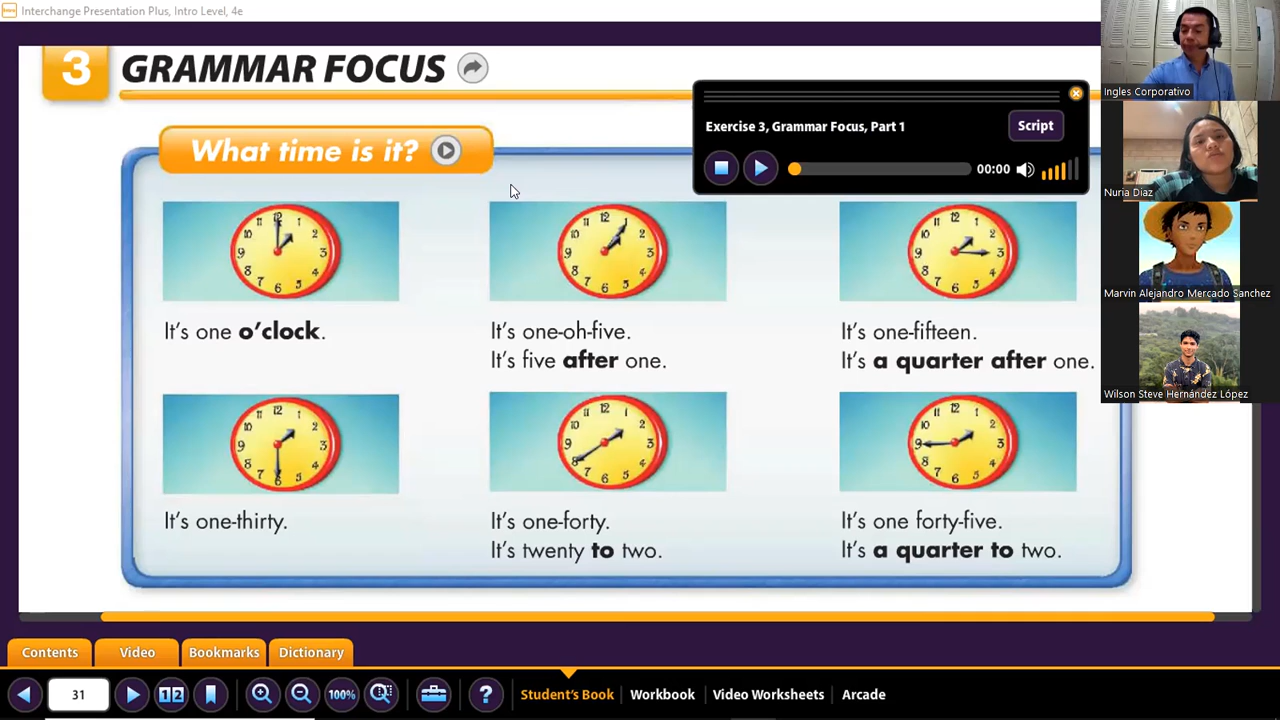 Interchange Presentation Plus, Intro Level, 4e
3 GRAMMAR FOCUS
What time is it?
Exercise 3, Grammar Focus, Part 1
Script
00:00
It's one o'clock.
It's one-oh-five.
It's five after one.
It's one-fifteen.
It's a quarter after one.
It's one-thirty.
It's one-forty.
It's twenty to two.
It's one forty-five.
It's a quarter to two.
Ingles Corporativo
Nuria Diaz
Marvin Alejandro Mercado Sanchez
Wilson Steve Hernández López
Contents Video Bookmarks Dictionary
31 1 2 100% ? Student's Book Workbook Video Worksheets Arcade